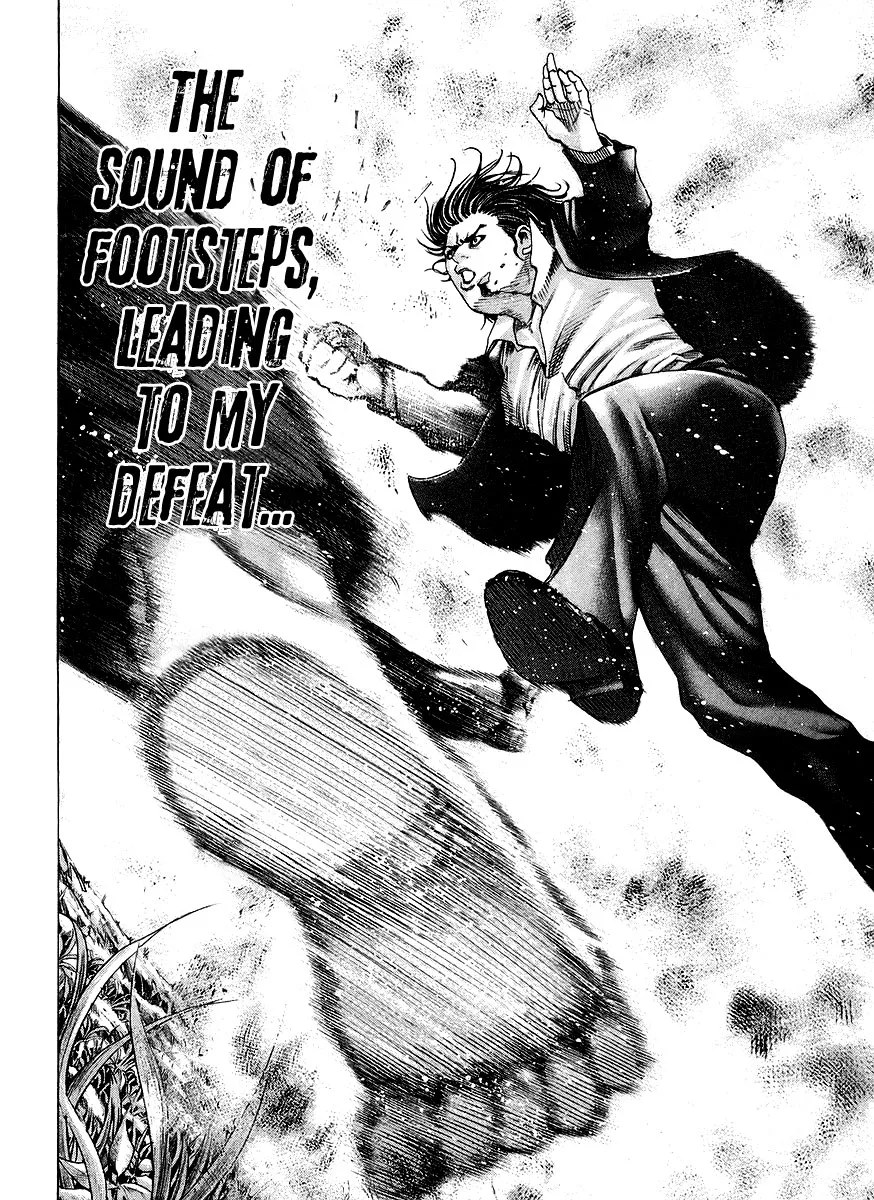 THE
SOUND OF
FOOTSTEPS,
LEADING
TO MY
DEFEAT...